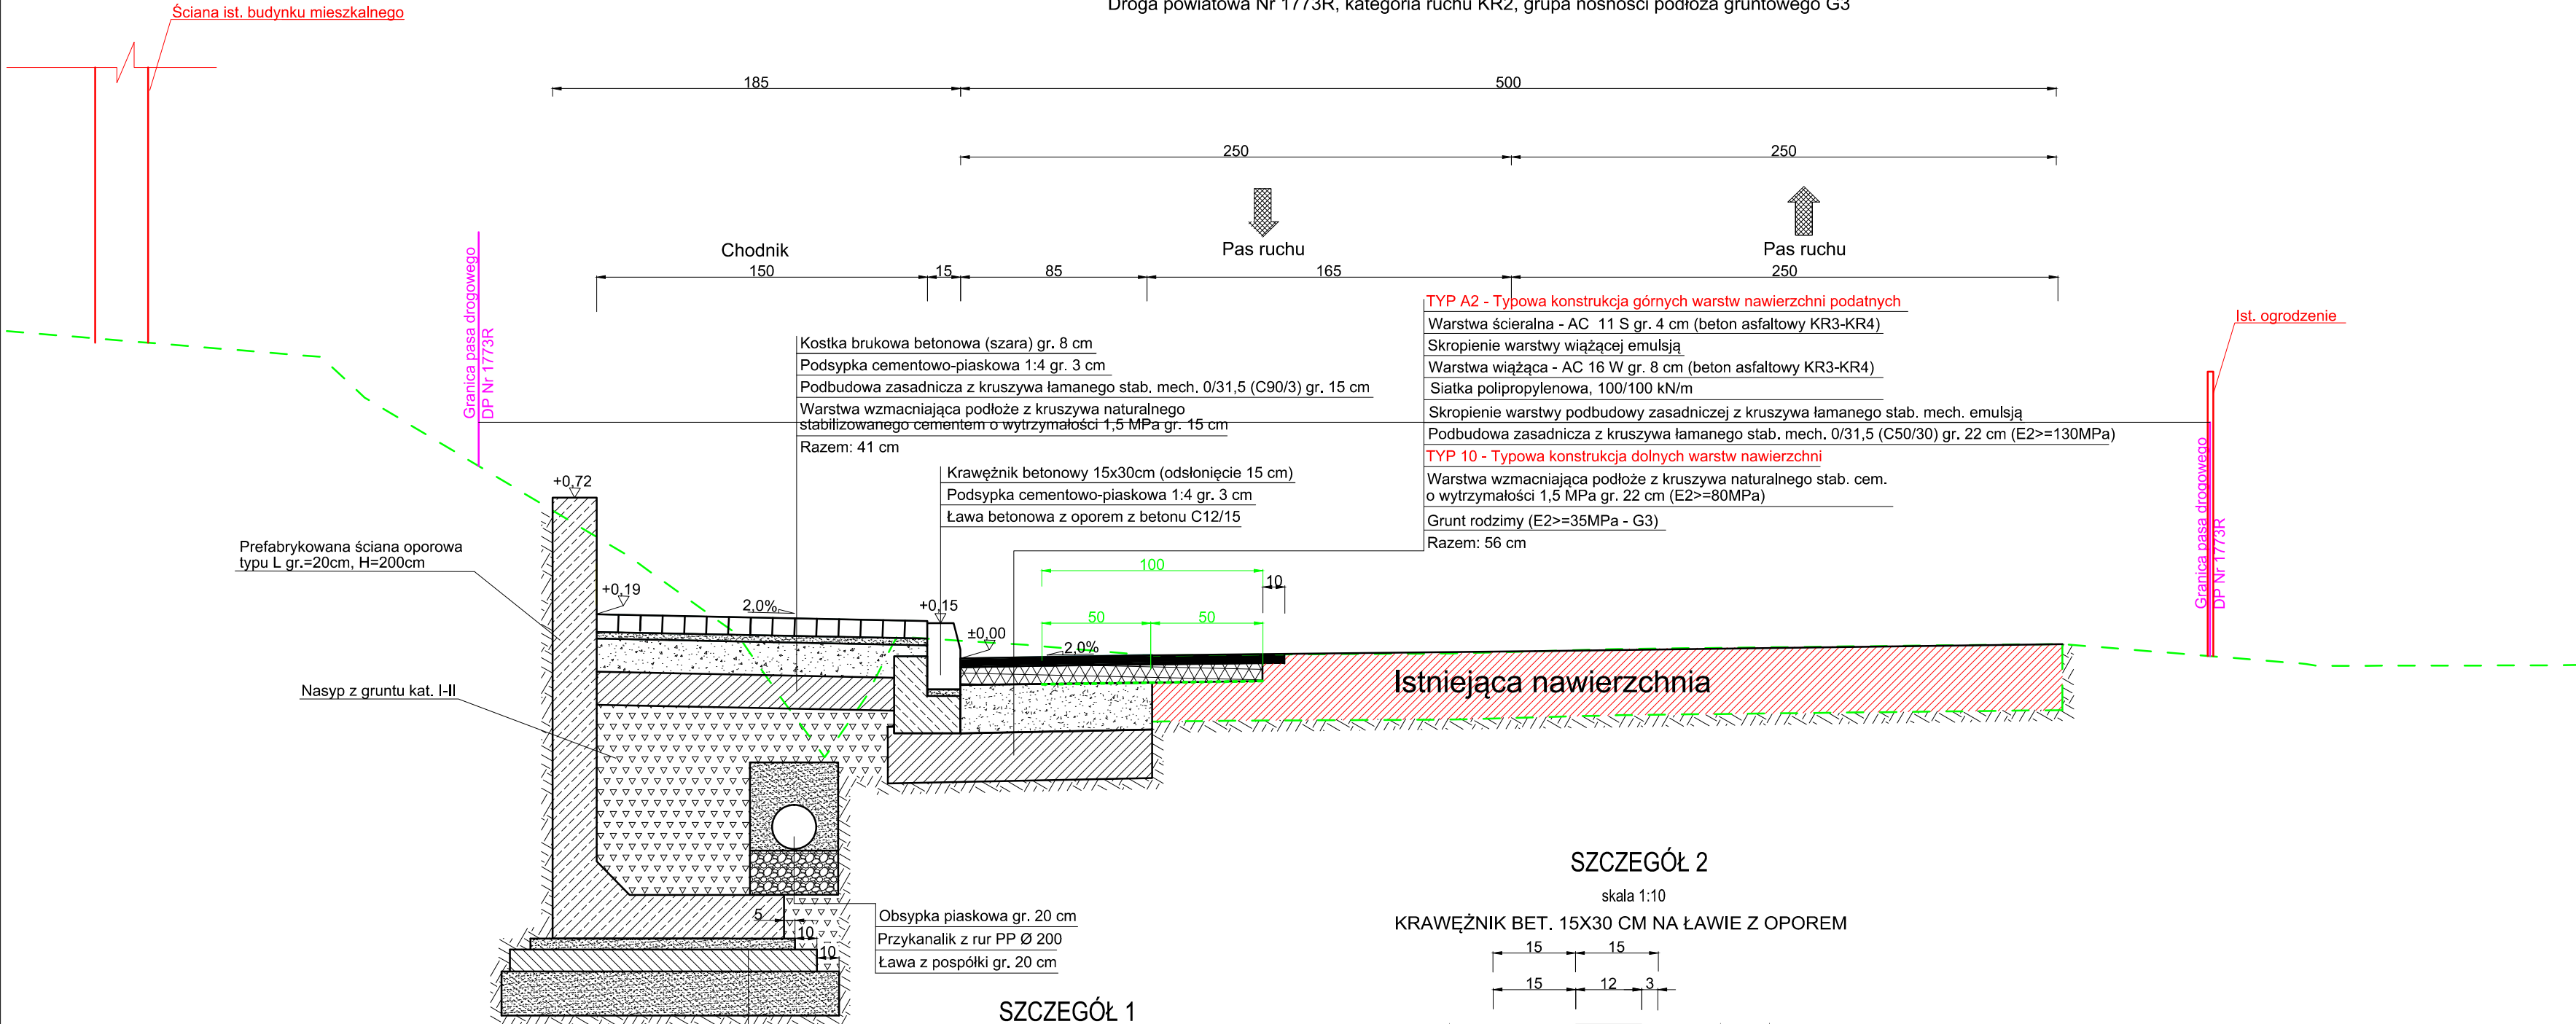 Droga powiatowa Nr 1773R, kategoria ruchu KR2, grupa nośności podłoża gruntowego G3
Ściana ist. budynku mieszkalnego
185
500
250
250
Chodnik
Pas ruchu
Pas ruchu
150
15
85
165
250
Granica pasa drogowego
DP Nr 1773R
Kostka brukowa betonowa (szara) gr. 8 cm
Podsypka cementowo-piaskowa 1:4 gr. 3 cm
Podbudowa zasadnicza z kruszywa łamanego stab. mech. 0/31,5 (C90/3) gr. 15 cm
Warstwa wzmacniająca podłoże z kruszywa naturalnego
stabilizowanego cementem o wytrzymałości 1,5 MPa gr. 15 cm
Razem: 41 cm
Krawężnik betonowy 15x30cm (odsłonięcie 15 cm)
Podsypka cementowo-piaskowa 1:4 gr. 3 cm
Ława betonowa z oporem z betonu C12/15
TYP A2 - Typowa konstrukcja górnych warstw nawierzchni podatnych
Warstwa ścieralna - AC 11 S gr. 4 cm (beton asfaltowy KR3-KR4)
Skropienie warstwy wiążącej emulsją
Warstwa wiążąca - AC 16 W gr. 8 cm (beton asfaltowy KR3-KR4)
Siatka polipropylenowa, 100/100 kN/m
Skropienie warstwy podbudowy zasadniczej z kruszywa łamanego stab. mech. emulsją
Podbudowa zasadnicza z kruszywa łamanego stab. mech. 0/31,5 (C50/30) gr. 22 cm (E2>=130MPa)
TYP 10 - Typowa konstrukcja dolnych warstw nawierzchni
Warstwa wzmacniająca podłoże z kruszywa naturalnego stab. cem.
o wytrzymałości 1,5 MPa gr. 22 cm (E2>=80MPa)
Grunt rodzimy (E2>=35MPa - G3)
Razem: 56 cm
Ist. ogrodzenie
Granica pasa drogowego
DP Nr 1773R
+0,72
Prefabrykowana ściana oporowa
typu L gr.=20cm, H=200cm
+0,19
2,0%
+0,15
±0,00
100
10
50
50
2,0%
Istniejąca nawierzchnia
Nasyp z gruntu kat. I-II
5
10
10
Obsypka piaskowa gr. 20 cm
Przykanalik z rur PP Ø 200
Ława z pospółki gr. 20 cm
SZCZEGÓŁ 1
SZCZEGÓŁ 2
skala 1:10
KRAWĘŻNIK BET. 15X30 CM NA ŁAWIE Z OPOREM
15
15
15
12
3